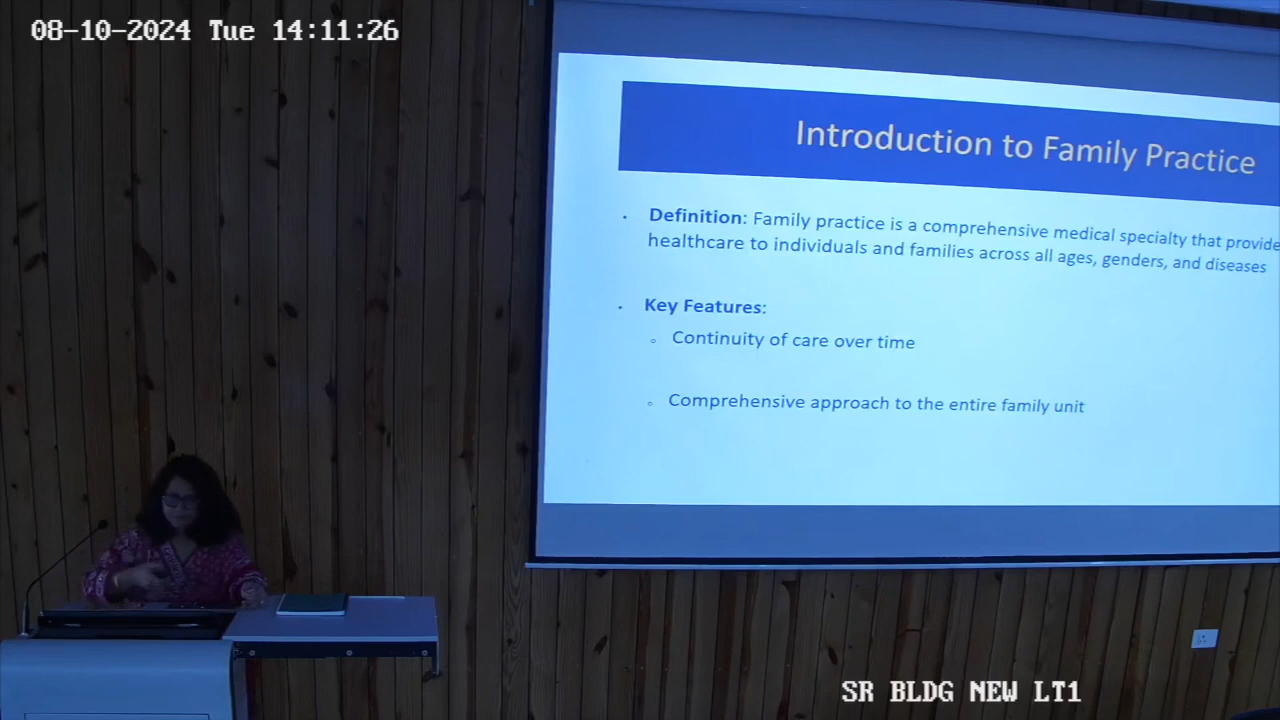 08-10-2024 Tue 14:11:26
Introduction to Family Practice
Definition: Family practice is a comprehensive medical specialty that provide
healthcare to individuals and families across all ages, genders, and diseases
Key Features:
Continuity of care over time
Comprehensive approach to the entire family unit
SR BLDG NEW LT1